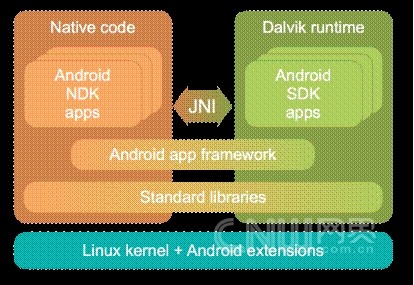 Native code
Dalvik runtime
Android
NDK
apps
JNI
Android
SDK
apps
Android app framework
Standard libraries
Linux kernel + Android extensions
CNW网界
.com.cn